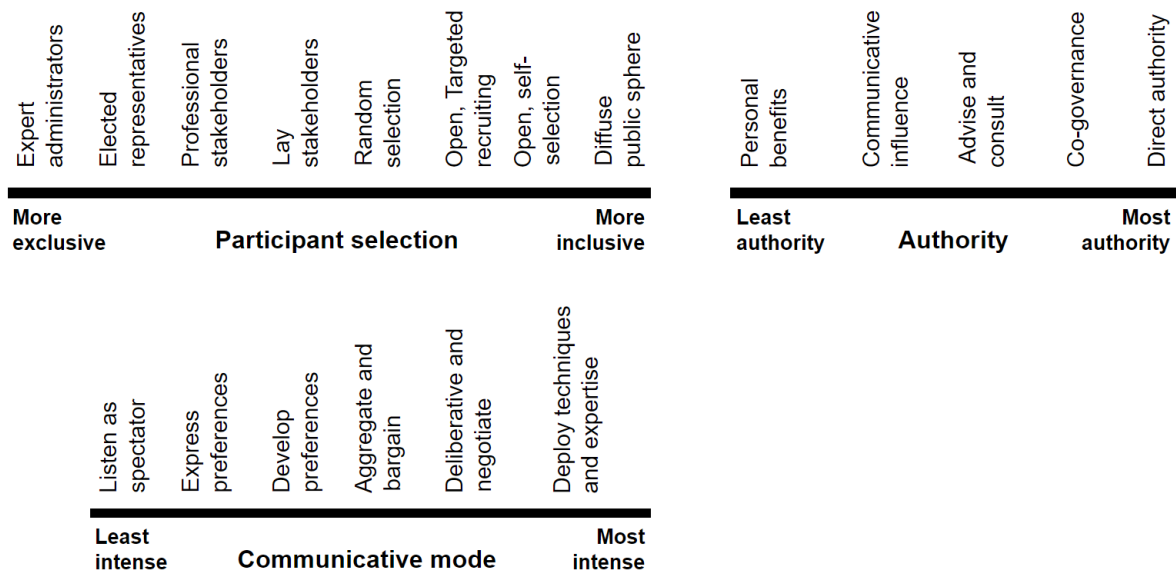 Expert
administrators
Elected
representatives
Professional
stakeholders
Lay
stakeholders
Random
selection
Open, Targeted
recruiting
Open, self-
selection
Diffuse
public sphere
More
exclusive
Participant selection
More
inclusive
Personal
benefits
Communicative
influence
Advise and
consult
Co-governance
Direct authority
Least
authority
Authority
Most
authority
Listen as
spectator
Express
preferences
Develop
preferences
Aggregate and
bargain
Deliberative and
negotiate
Deploy techniques
and expertise
Least
intense
Communicative mode
Most
intense